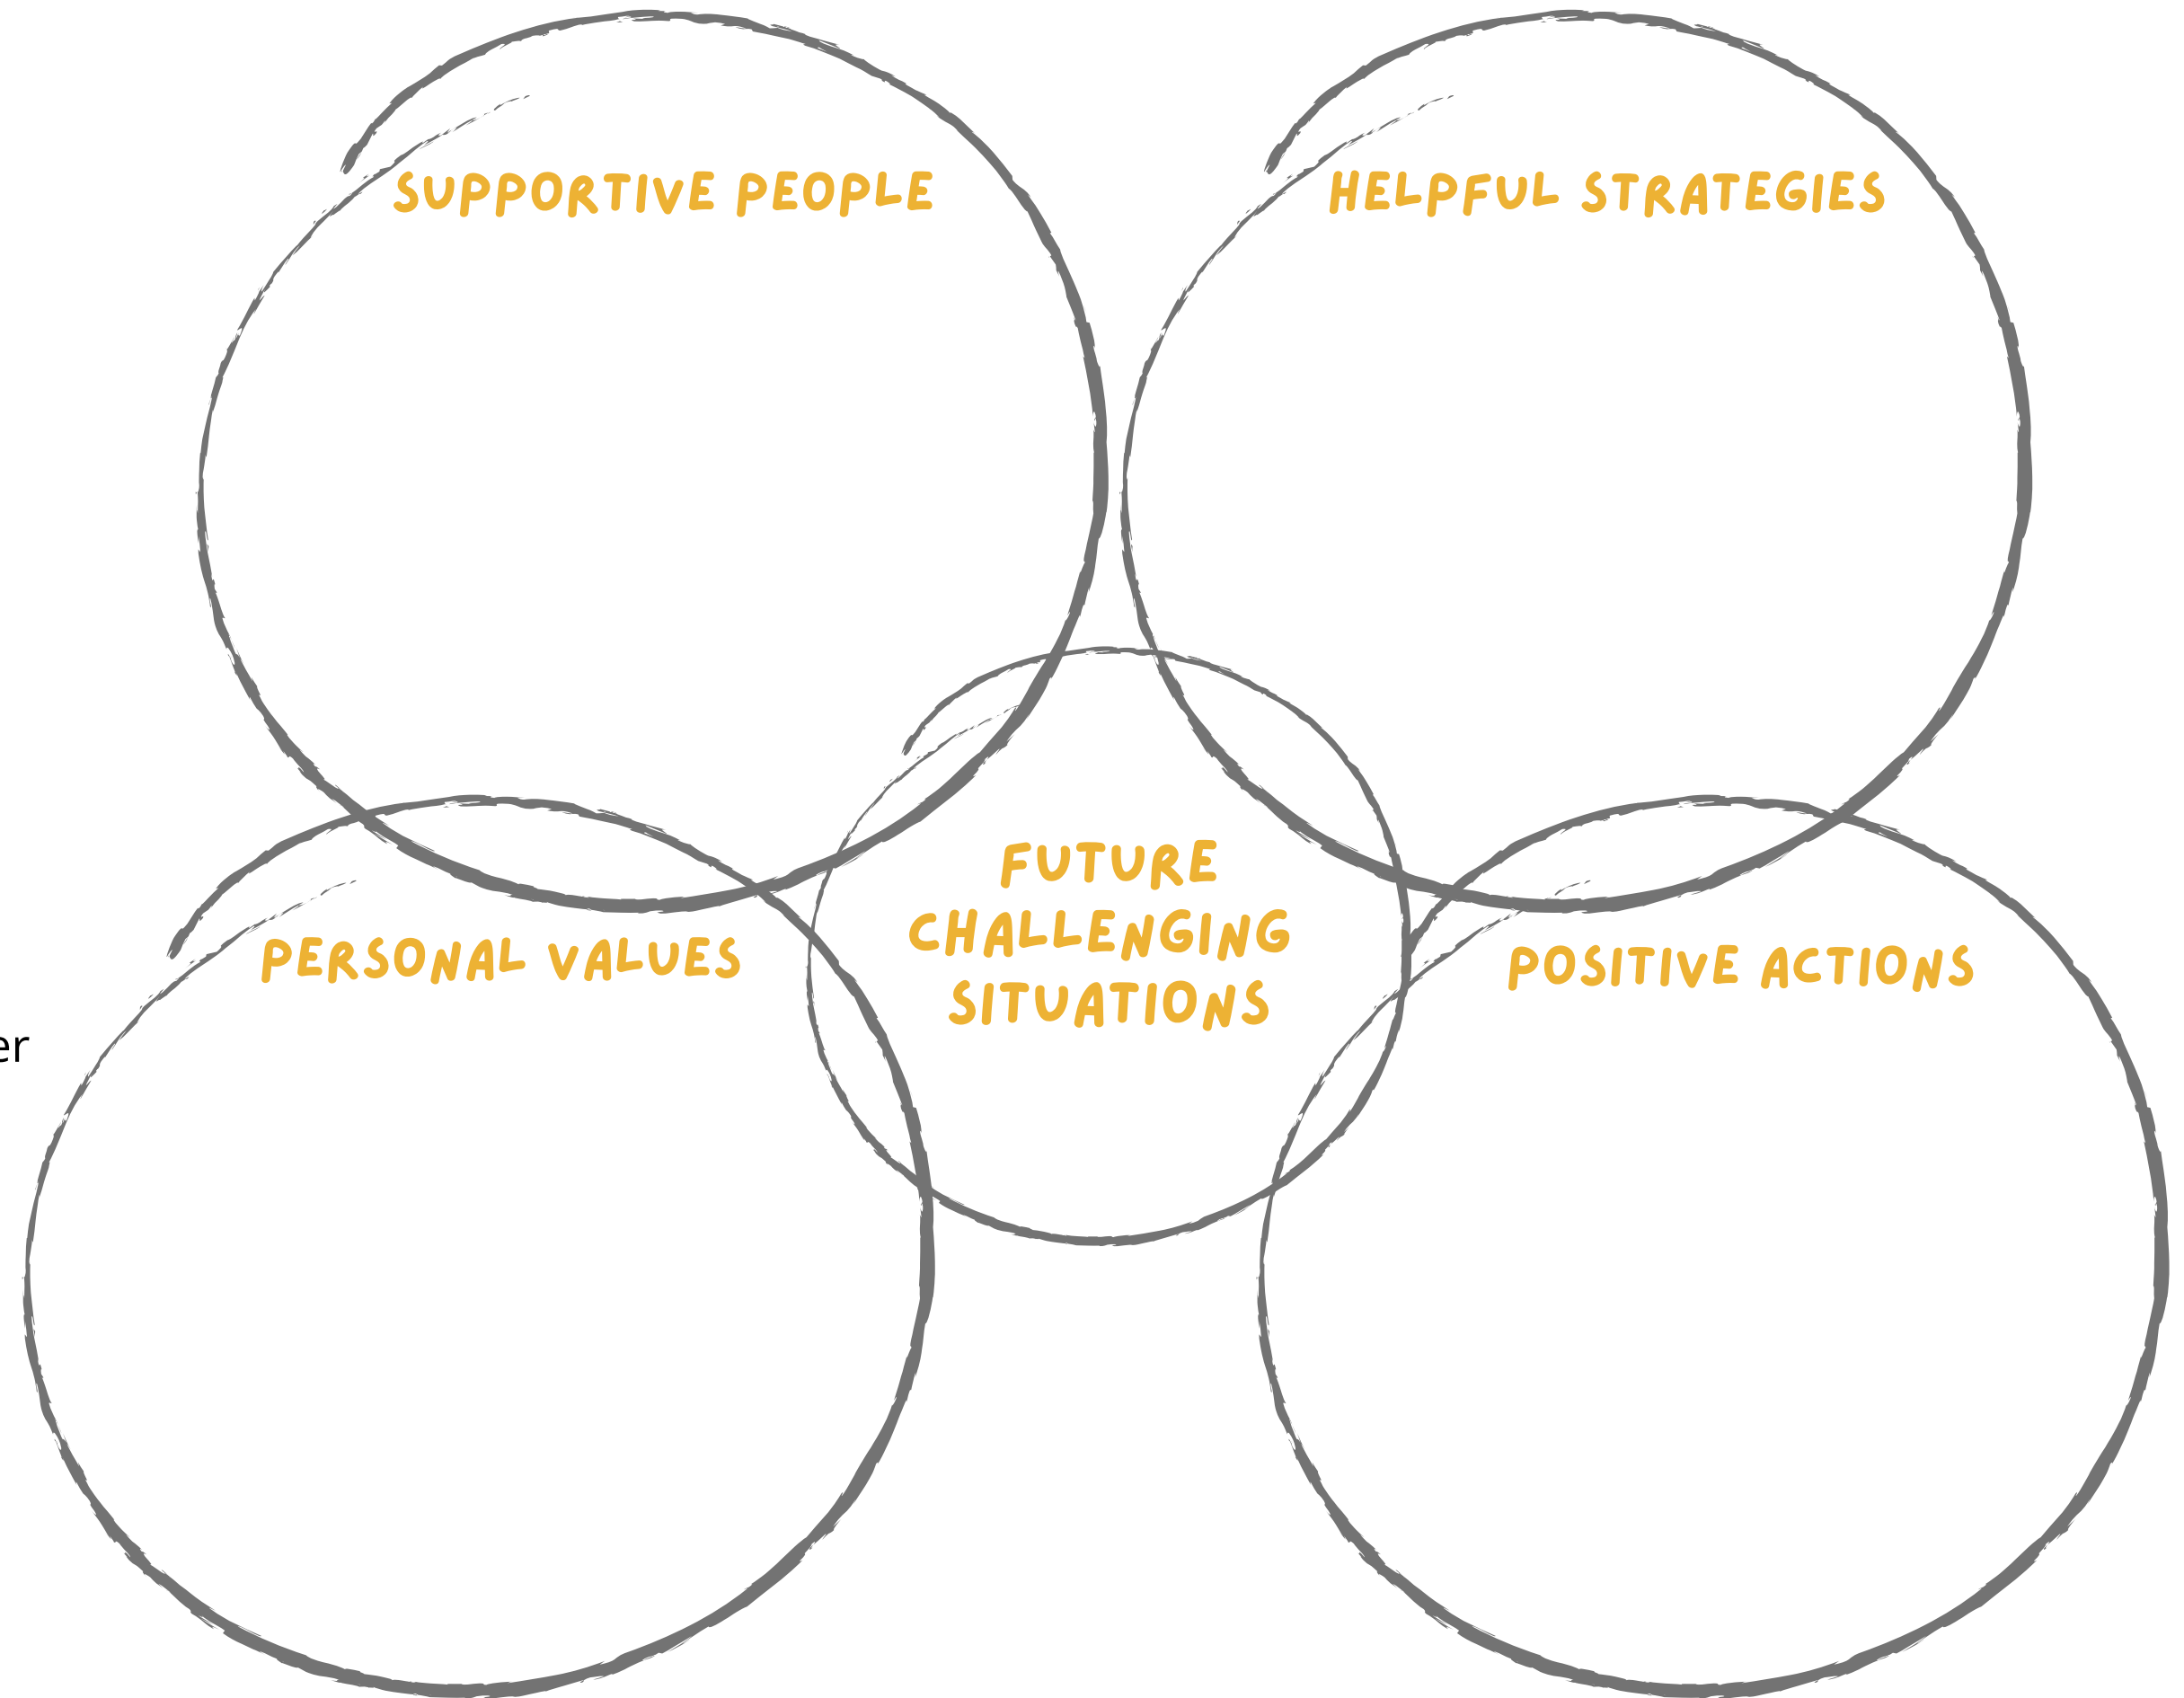 SUPPORTIVE PEOPLE
HELPFUL STRATEGIES
FUTURE
CHALLENGING
SITUATIONS
PERSONAL VALUES
POSITIVE ACTIONS
er